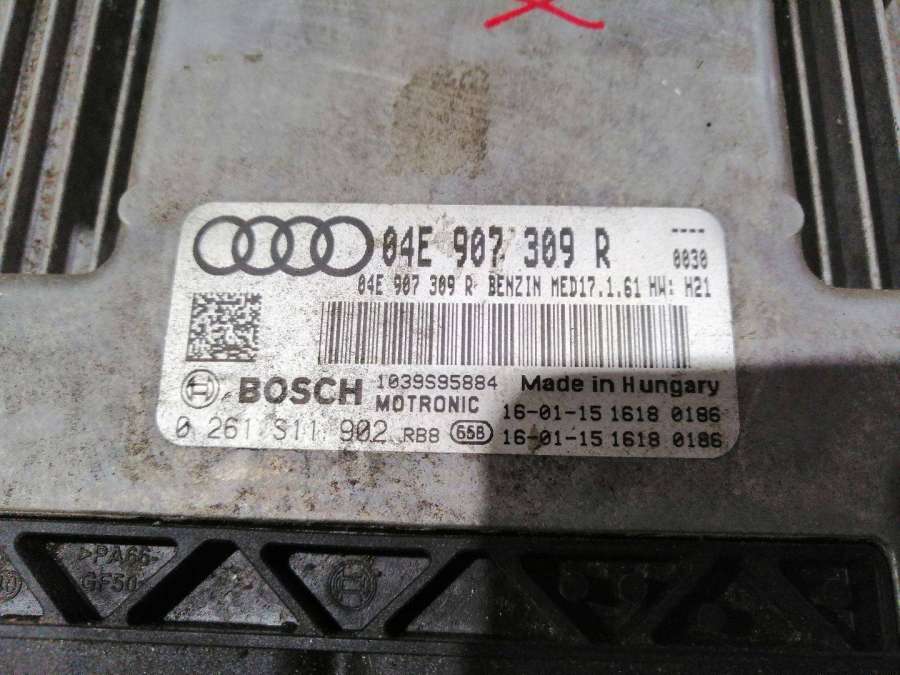 04E 907 309 R ----
0030
04E 907 309 R BENZIN MED17.1.61 HW: H21
BOSCH 1039S95884 Made in Hungary
MOTRONIC 16-01-15 1618 0186
0 261 S11 902 RB8 65B 16-01-15 1618 0186
>PA66-
GF50